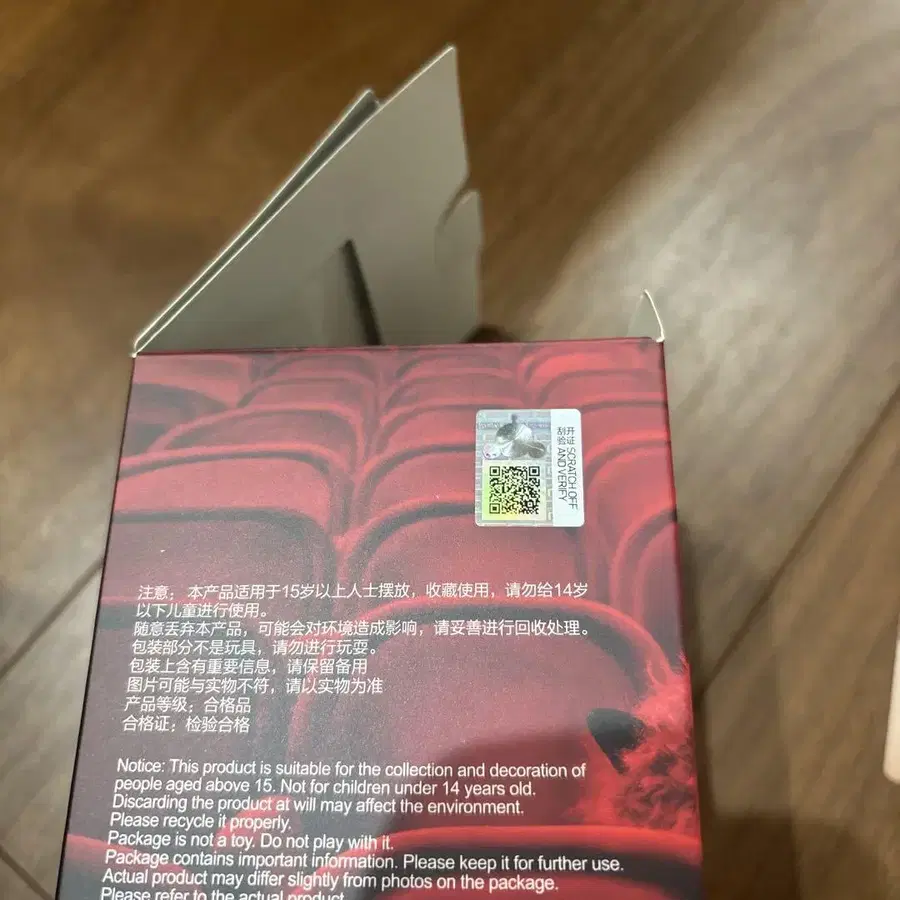 刮开
验证
SCRATCH OFF
AND VERIFY
注意：本产品适用于15岁以上人士摆放，收藏使用，请勿给14岁
以下儿童进行使用。
随意丢弃本产品，可能会对环境造成影响，请妥善进行回收处理。
包装部分不是玩具，请勿进行玩耍。
包装上含有重要信息，请保留备用
图片可能与实物不符，请以实物为准
产品等级：合格品
合格证：检验合格
Notice: This product is suitable for the collection and decoration of
people aged above 15. Not for children under 14 years old.
Discarding the product at will may affect the environment.
Please recycle it properly.
Package is not a toy. Do not play with it.
Package contains important information. Please keep it for further use.
Actual product may differ slightly from photos on the package.
Please refer to the actual product.